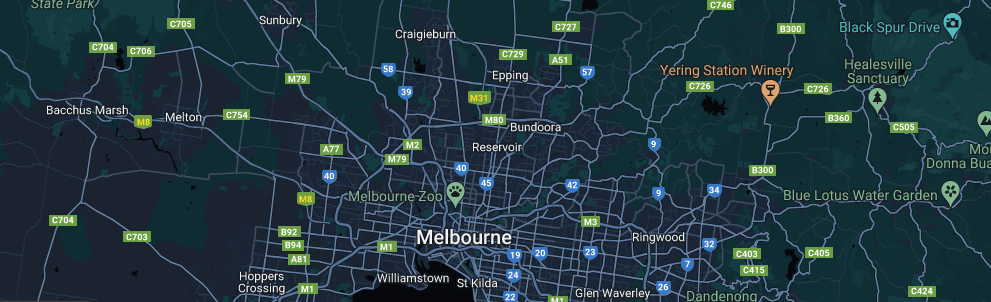 State Park
C746
C705
Sunbury
C727
B300
Black Spur Drive
Craigieburn
C704
C706
C729
A51
Healesville
Sanctuary
58
57
Yering Station Winery
M79
Epping
39
C726
C726
M31
Bacchus Marsh
M8
Melton
C754
M80
Bundoora
B360
C505
M2
Reservoir
9
A77
M79
Mou
Donna Bua
40
40
B300
45
42
M8
Melbourne Zoo
9
34
Blue Lotus Water Garden
C704
M3
C703
B92
Melbourne
Ringwood
B94
M1
32
19
20
23
C403
C405
A81
7
C415
Hoppers
Crossing
Williamstown
St Kilda
24
M1
26
C424
22
M1
Glen Waverley
Dandenong